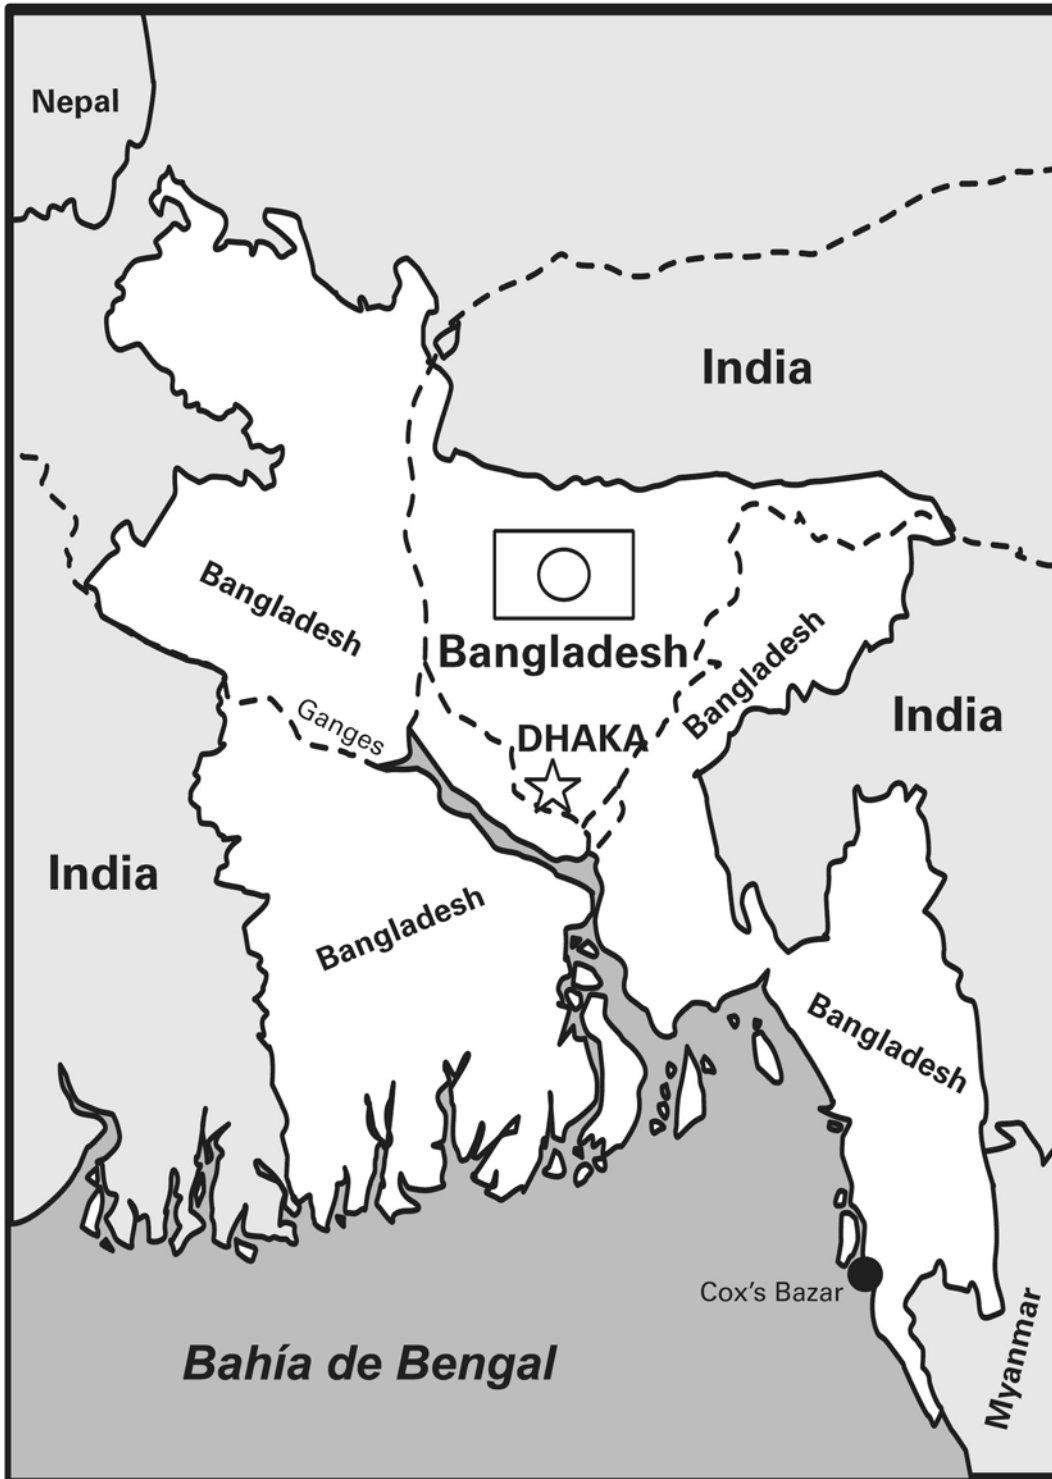 Nepal
India
Bangladesh
Bangladesh
Bangladesh
Ganges
DHAKA
India
India
Bangladesh
Bangladesh
Cox's Bazar
Bahía de Bengal
Myanmar